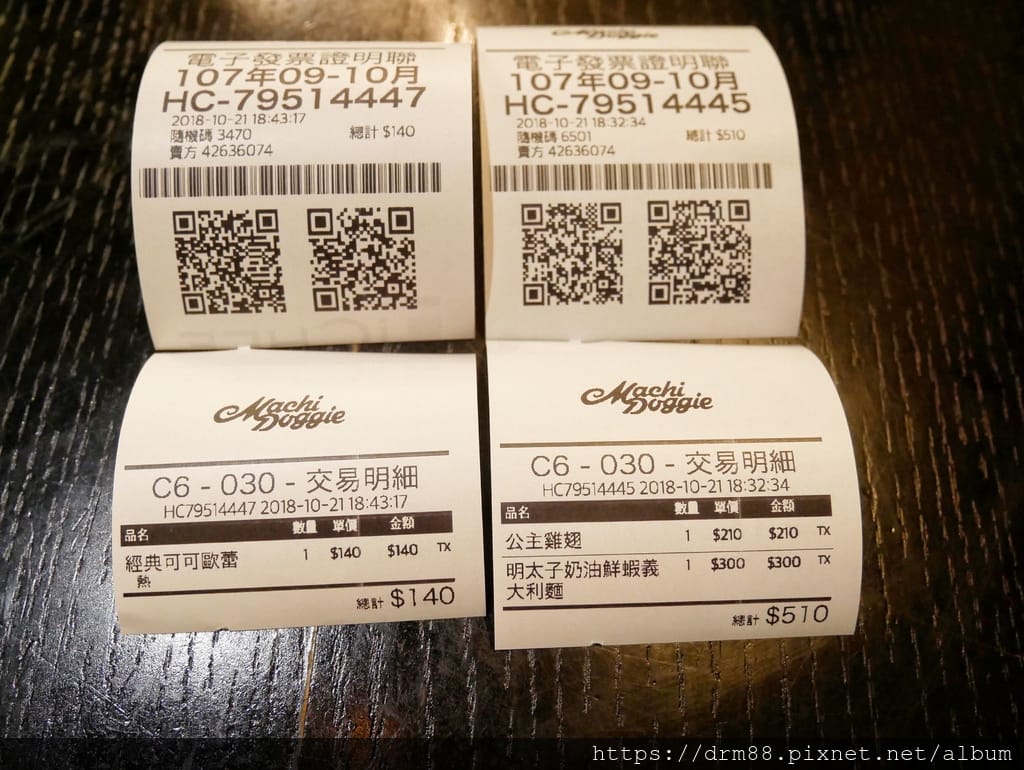 電子發票證明聯
107年09-10月
HC-79514447
2018-10-21 18:43:17
隨機碼 3470 總計 $140
賣方 42636074
Machi Doggie
電子發票證明聯
107年09-10月
HC-79514445
2018-10-21 18:32:34
隨機碼 6501 總計 $510
賣方 42636074
Machi
Doggie
C6 - 030 - 交易明細
HC79514447 2018-10-21 18:43:17
品名 數量 單價 金額
經典可可歐蕾 1 $140 $140 TX
熱
總計 $140
Machi
Doggie
C6 - 030 - 交易明細
HC79514445 2018-10-21 18:32:34
品名 數量 單價 金額
公主雞翅 1 $210 $210 TX
明太子奶油鮮蝦義 1 $300 $300 TX
大利麵
總計 $510
https://drm88.pixnet.net/album